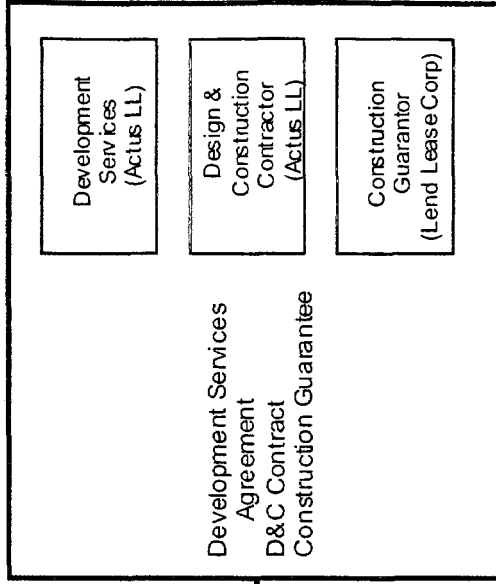 Development Services
Agreement
D&C Contract
Construction Guarantee
Development
Services
(Actus LL)
Design &
Construction
Contractor
(Actus LL)
Construction
Guarantor
(Lend Lease Corp)